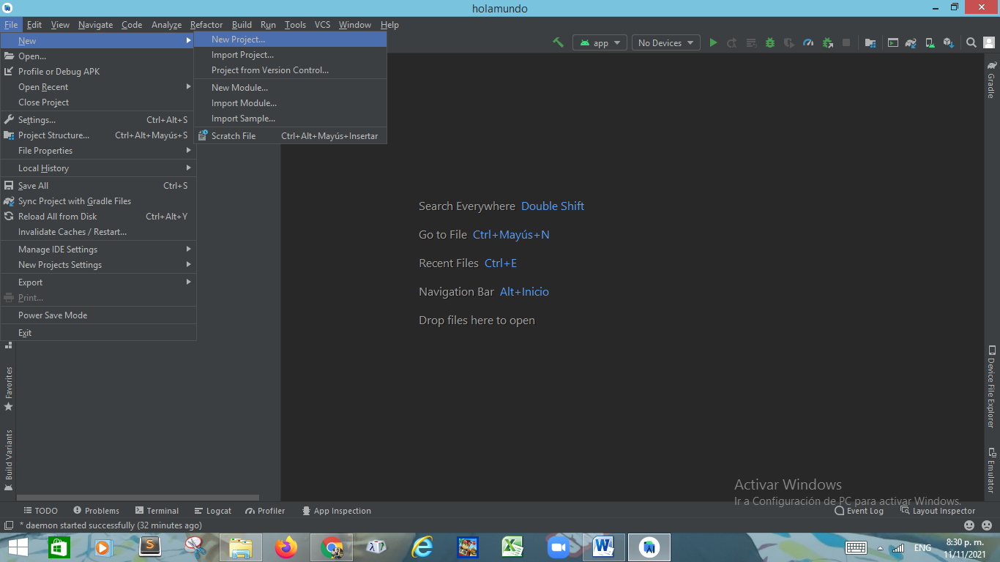 holamundo
File Edit View Navigate Code Analyze Refactor Build Run Tools VCS Window Help
New
Open...
Profile or Debug APK
Open Recent
Close Project
Settings... Ctrl+Alt+S
Project Structure... Ctrl+Alt+Mayús+S
File Properties
Local History
Save All Ctrl+S
Sync Project with Gradle Files
Reload All from Disk Ctrl+Alt+Y
Invalidate Caches / Restart...
Manage IDE Settings
New Projects Settings
Export
Print...
Power Save Mode
Exit
New Project...
Import Project...
Project from Version Control...
New Module...
Import Module...
Import Sample...
Scratch File Ctrl+Alt+Mayús+Insertar
app No Devices
Gradle
Search Everywhere Double Shift
Go to File Ctrl+Mayús+N
Recent Files Ctrl+E
Navigation Bar Alt+Inicio
Drop files here to open
Favorites
Build Variants
Device File Explorer
Emulator
Activar Windows
Ir a Configuración de PC para activar Windows.
TODO Problems Terminal Logcat Profiler App Inspection Event Log Layout Inspector
* daemon started successfully (32 minutes ago)
ENG 8:30 p. m.
11/11/2021